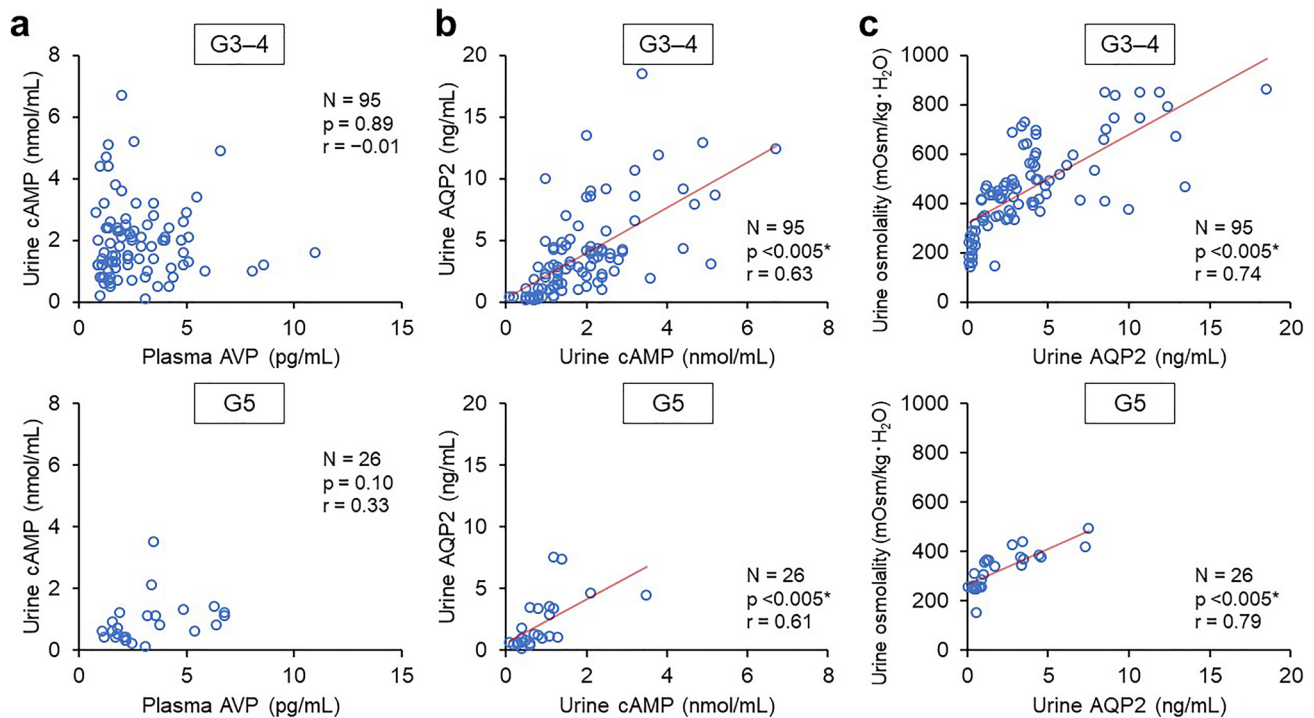 a
G3–4
Urine cAMP (nmol/mL)
8
6
4
2
0
N = 95
p = 0.89
r = −0.01
0 5 10 15
Plasma AVP (pg/mL)
b
G3–4
Urine AQP2 (ng/mL)
20
15
10
5
0
N = 95
p <0.005*
r = 0.63
0 2 4 6 8
Urine cAMP (nmol/mL)
c
G3–4
Urine osmolality (mOsm/kg･H₂O)
1000
800
600
400
200
0
N = 95
p <0.005*
r = 0.74
0 5 10 15 20
Urine AQP2 (ng/mL)
G5
Urine cAMP (nmol/mL)
8
6
4
2
0
N = 26
p = 0.10
r = 0.33
0 5 10 15
Plasma AVP (pg/mL)
G5
Urine AQP2 (ng/mL)
20
15
10
5
0
N = 26
p <0.005*
r = 0.61
0 2 4 6 8
Urine cAMP (nmol/mL)
G5
Urine osmolality (mOsm/kg･H₂O)
1000
800
600
400
200
0
N = 26
p <0.005*
r = 0.79
0 5 10 15 20
Urine AQP2 (ng/mL)